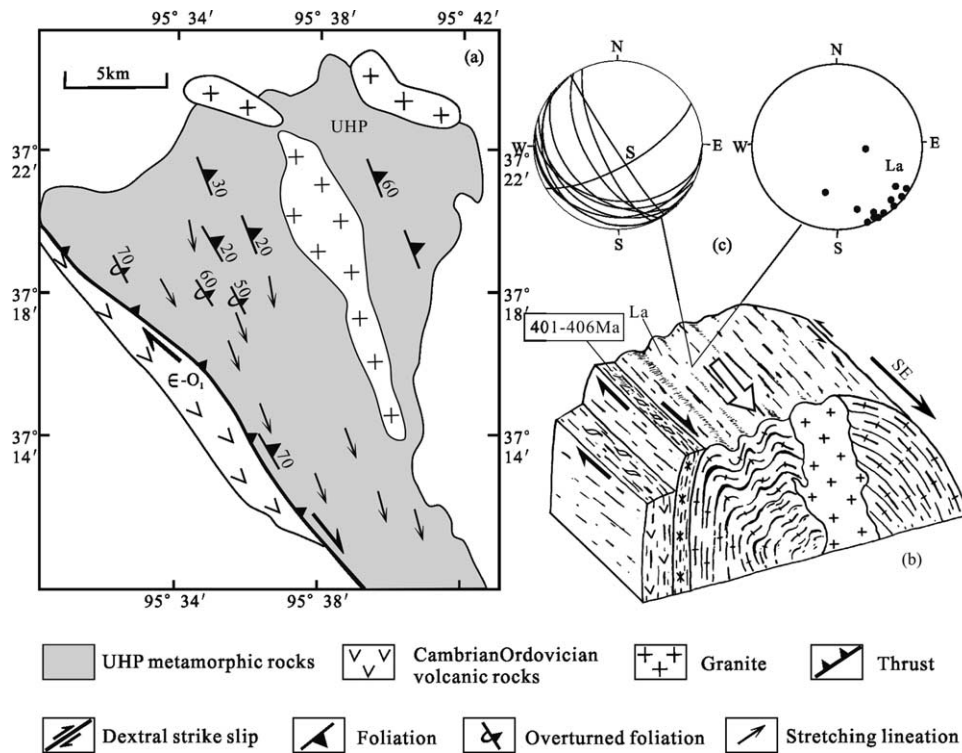 95° 34′ 95° 38′ 95° 42′
(a)
5km
UHP
37° 22′
37° 18′
37° 14′
30
60
20
20
70
60
50
70
∈-O₁
37° 22′
37° 18′
37° 14′
95° 34′ 95° 38′
N
W
E
S
S
N
W
E
La
S
(c)
401-406Ma
La
SE
(b)
UHP metamorphic rocks
CambrianOrdovician
volcanic rocks
Granite
Thrust
Dextral strike slip
Foliation
Overturned foliation
Stretching lineation